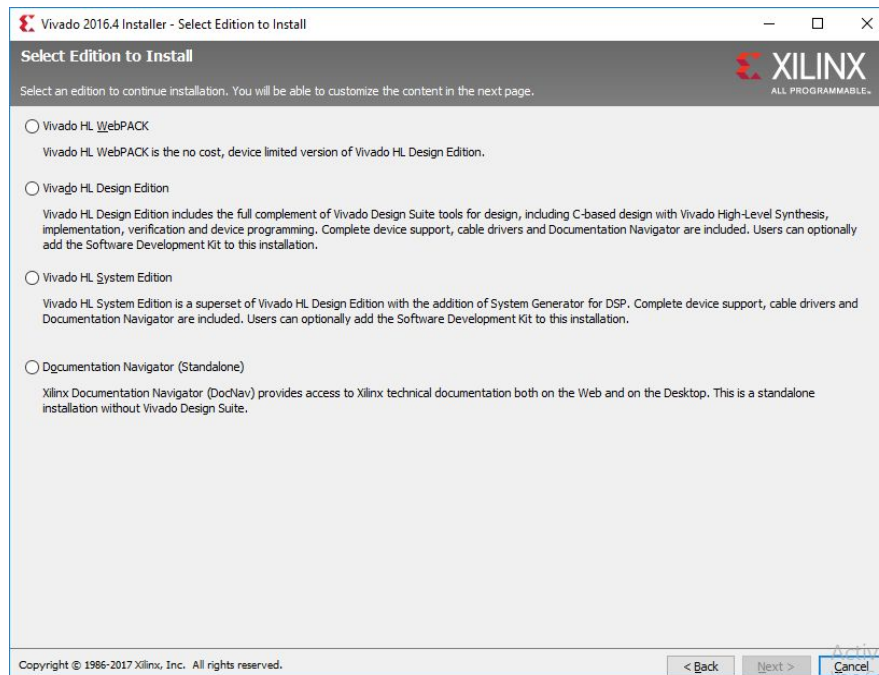 Vivado 2016.4 Installer - Select Edition to Install
Select Edition to Install
XILINX
ALL PROGRAMMABLE™
Select an edition to continue installation. You will be able to customize the content in the next page.
Vivado HL WebPACK
Vivado HL WebPACK is the no cost, device limited version of Vivado HL Design Edition.
Vivado HL Design Edition
Vivado HL Design Edition includes the full complement of Vivado Design Suite tools for design, including C-based design with Vivado High-Level Synthesis,
implementation, verification and device programming. Complete device support, cable drivers and Documentation Navigator are included. Users can optionally
add the Software Development Kit to this installation.
Vivado HL System Edition
Vivado HL System Edition is a superset of Vivado HL Design Edition with the addition of System Generator for DSP. Complete device support, cable drivers and
Documentation Navigator are included. Users can optionally add the Software Development Kit to this installation.
Documentation Navigator (Standalone)
Xilinx Documentation Navigator (DocNav) provides access to Xilinx technical documentation both on the Web and on the Desktop. This is a standalone
installation without Vivado Design Suite.
Copyright © 1986-2017 Xilinx, Inc. All rights reserved.
< Back Next > Cancel